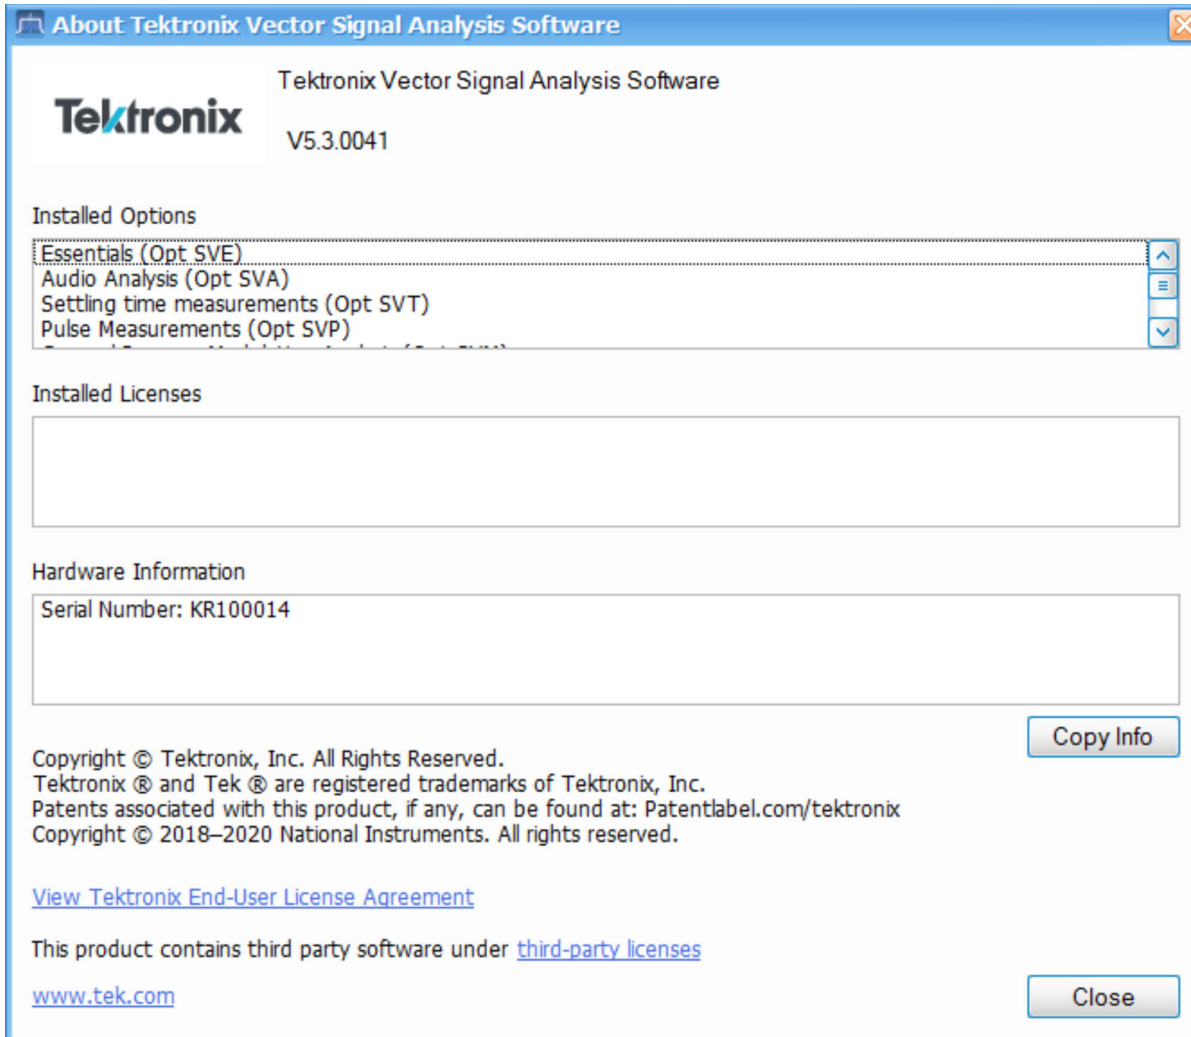 About Tektronix Vector Signal Analysis Software
Tektronix
Tektronix Vector Signal Analysis Software
V5.3.0041
Installed Options
Essentials (Opt SVE)
Audio Analysis (Opt SVA)
Settling time measurements (Opt SVT)
Pulse Measurements (Opt SVP)
Installed Licenses
Hardware Information
Serial Number: KR100014
Copy Info
Copyright © Tektronix, Inc. All Rights Reserved.
Tektronix ® and Tek ® are registered trademarks of Tektronix, Inc.
Patents associated with this product, if any, can be found at: Patentlabel.com/tektronix
Copyright © 2018–2020 National Instruments. All rights reserved.
View Tektronix End-User License Agreement
This product contains third party software under third-party licenses
www.tek.com
Close